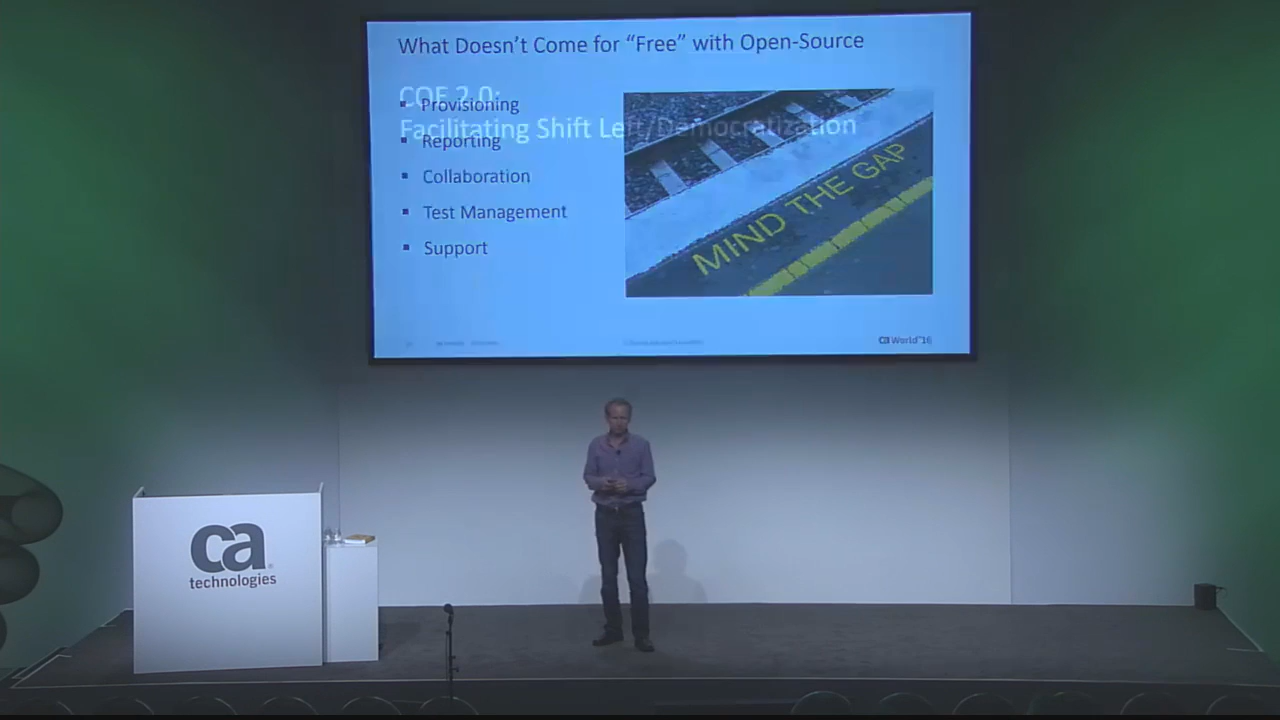 What Doesn't Come for “Free” with Open-Source
COE 2.0:
Facilitating Shift Left/Democratization
▪ Provisioning
▪ Reporting
▪ Collaboration
▪ Test Management
▪ Support
MIND THE GAP
ca World '16
ca
technologies